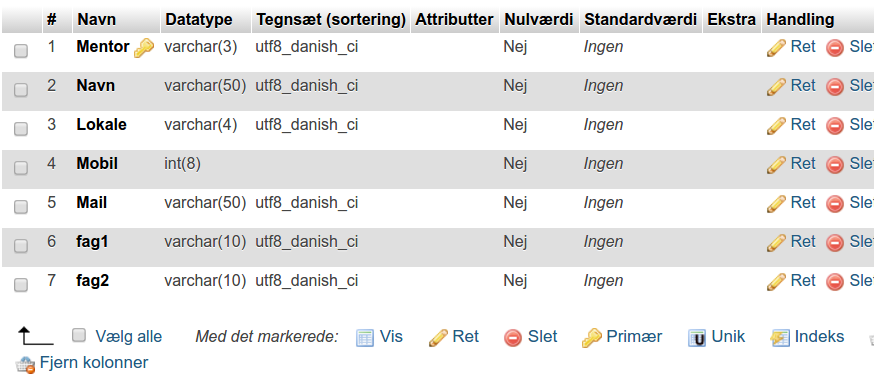 # Navn Datatype Tegnsæt (sortering) Attributter Nulværdi Standardværdi Ekstra Handling
1 Mentor varchar(3) utf8_danish_ci Nej Ingen Ret Slet
2 Navn varchar(50) utf8_danish_ci Nej Ingen Ret Slet
3 Lokale varchar(4) utf8_danish_ci Nej Ingen Ret Slet
4 Mobil int(8) Nej Ingen Ret Slet
5 Mail varchar(50) utf8_danish_ci Nej Ingen Ret Slet
6 fag1 varchar(10) utf8_danish_ci Nej Ingen Ret Slet
7 fag2 varchar(10) utf8_danish_ci Nej Ingen Ret Slet
Vælg alle Med det markerede: Vis Ret Slet Primær Unik Indeks
Fjern kolonner